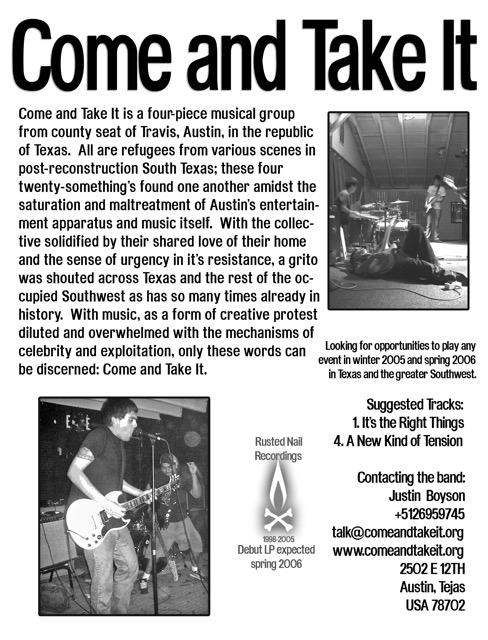 Come and Take It
Come and Take It is a four-piece musical group
from county seat of Travis, Austin, in the republic
of Texas.  All are refugees from various scenes in
post-reconstruction South Texas; these four
twenty-something's found one another amidst the
saturation and maltreatment of Austin's entertain-
ment apparatus and music itself.  With the collec-
tive solidified by their shared love of their home
and the sense of urgency in it's resistance, a grito
was shouted across Texas and the rest of the oc-
cupied Southwest as has so many times already in
history.  With music, as a form of creative protest
diluted and overwhelmed with the mechanisms of
celebrity and exploitation, only these words can
be discerned: Come and Take It.
Looking for opportunities to play any
event in winter 2005 and spring 2006
in Texas and the greater Southwest.
Suggested Tracks:
1. It's the Right Things
4. A New Kind of Tension
Rusted Nail
Recordings
1998-2005
Debut LP expected
spring 2006
Contacting the band:
Justin Boyson
+5126959745
talk@comeandtakeit.org
www.comeandtakeit.org
2502 E 12TH
Austin, Tejas
USA 78702